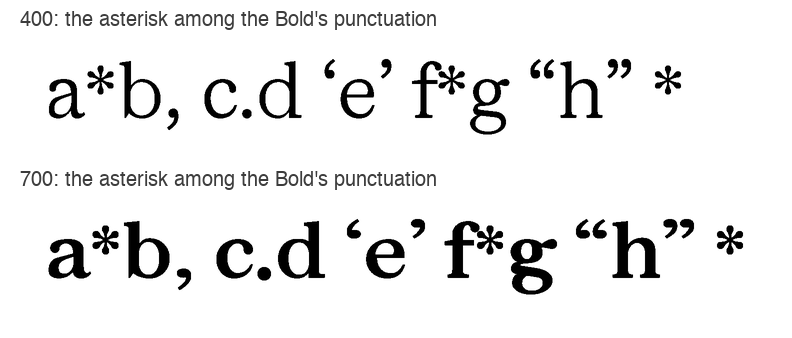 400: the asterisk among the Bold's punctuation
a*b, c.d ‘e’ f*g “h” *
700: the asterisk among the Bold's punctuation
a*b, c.d ‘e’ f*g “h” *